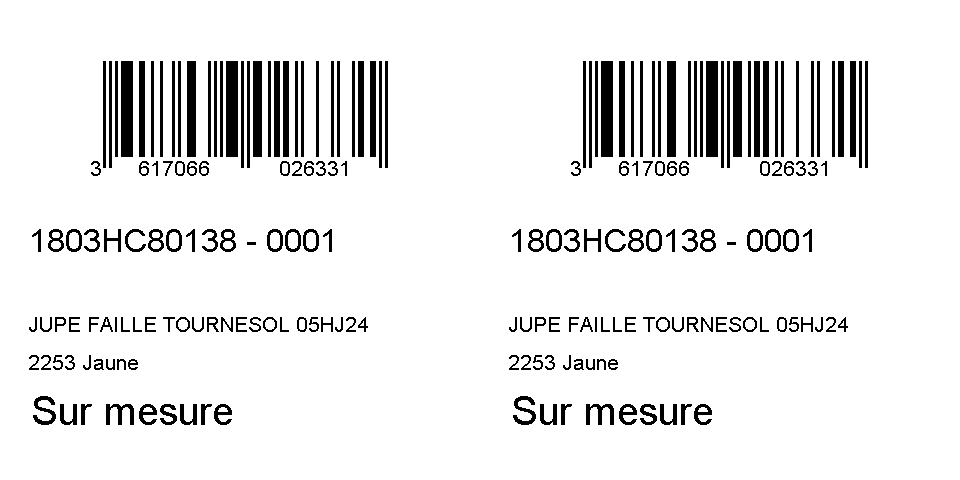 3 617066 026331
1803HC80138 - 0001
JUPE FAILLE TOURNESOL 05HJ24
2253 Jaune
Sur mesure
3 617066 026331
1803HC80138 - 0001
JUPE FAILLE TOURNESOL 05HJ24
2253 Jaune
Sur mesure